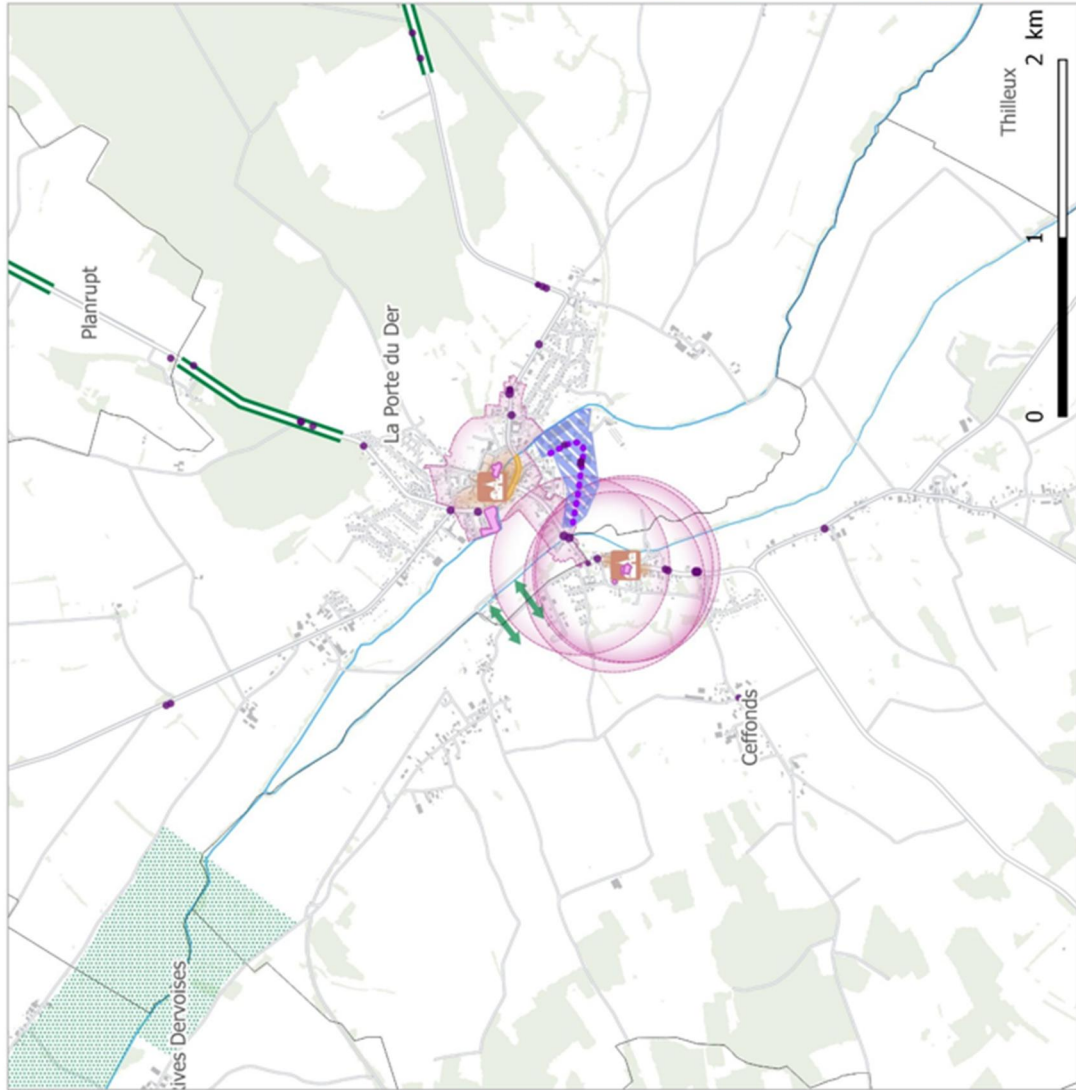 Planrupt
ives Dervoises
La Porte du Der
Ceffonds
Thilleux
0 1 2 km